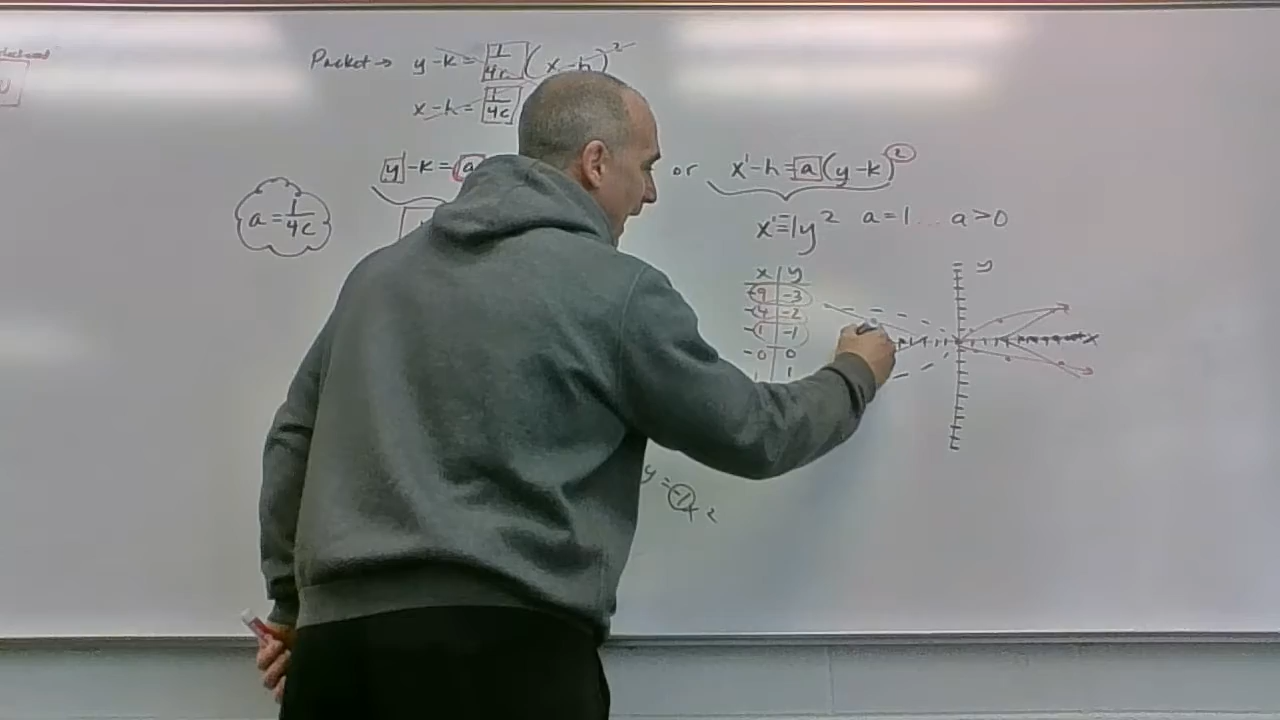 Packet → y-k = 1/4c (x-h)²
x-h = 1/4c
y'-k = a
or x'-h = a(y-k)²
a = 1/4c
x' = 1y² a=1... a>0
x | y
-9 | -3
-4 | -2
-1 | -1
-0 | 0
1 | 1
y
x
y =